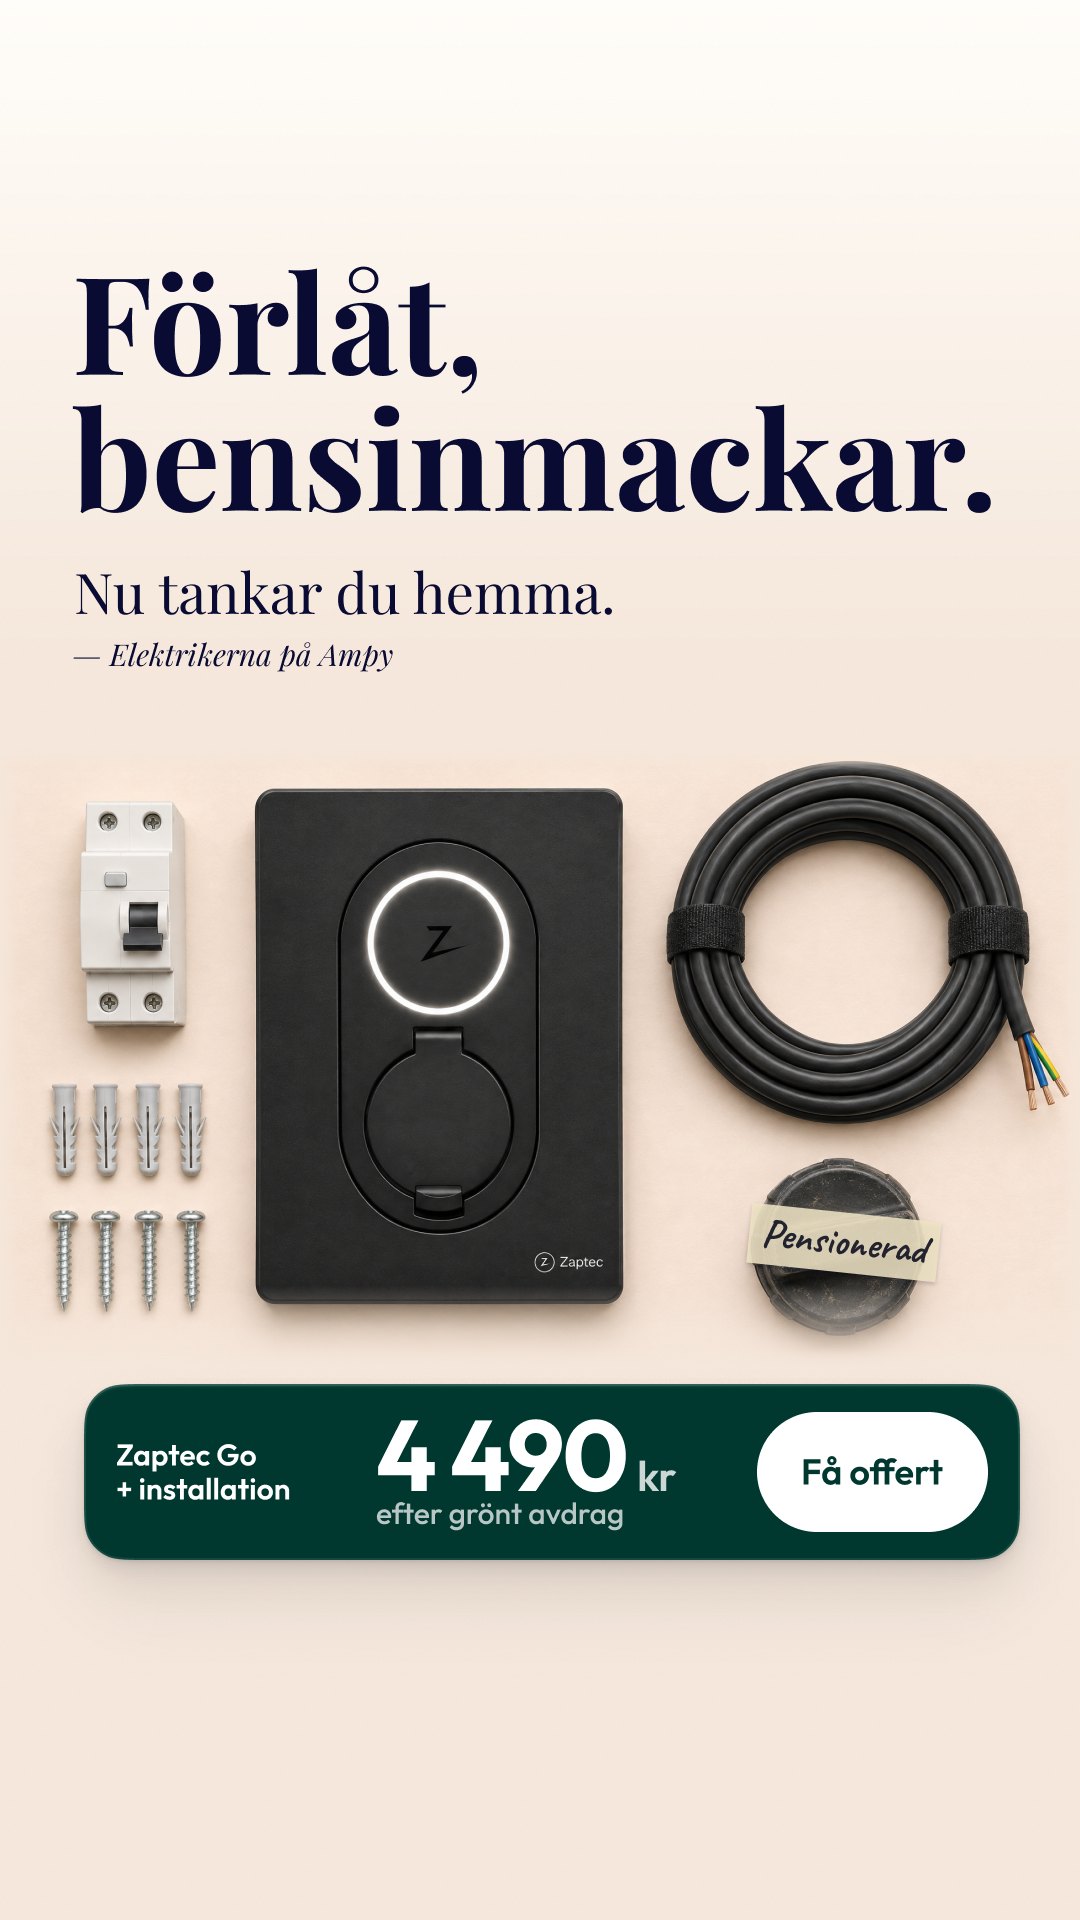 Förlåt,
bensinmackar.
Nu tankar du hemma.
— Elektrikerna på Ampy
Zaptec
Pensionerad
Zaptec Go
+ installation
4 490 kr
efter grönt avdrag
Få offert